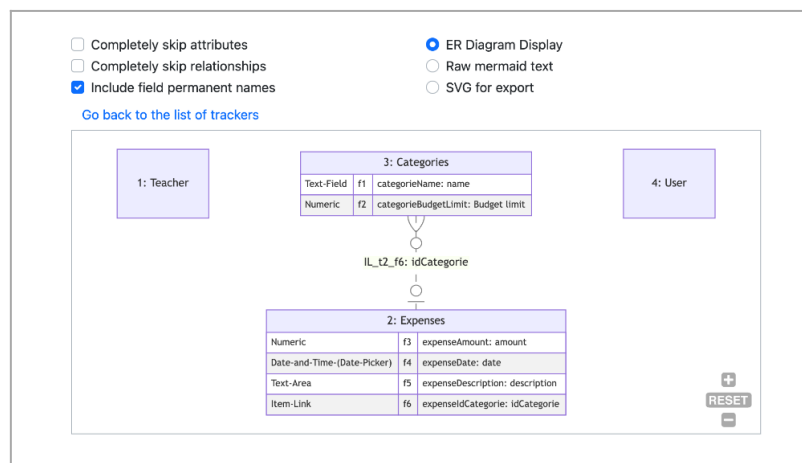 Completely skip attributes
Completely skip relationships
Include field permanent names
ER Diagram Display
Raw mermaid text
SVG for export
Go back to the list of trackers
1: Teacher
3: Categories
Text-Field f1 categorieName: name
Numeric f2 categorieBudgetLimit: Budget limit
4: User
IL_t2_f6: idCategorie
2: Expenses
Numeric f3 expenseAmount: amount
Date-and-Time-(Date-Picker) f4 expenseDate: date
Text-Area f5 expenseDescription: description
Item-Link f6 expenseIdCategorie: idCategorie
RESET